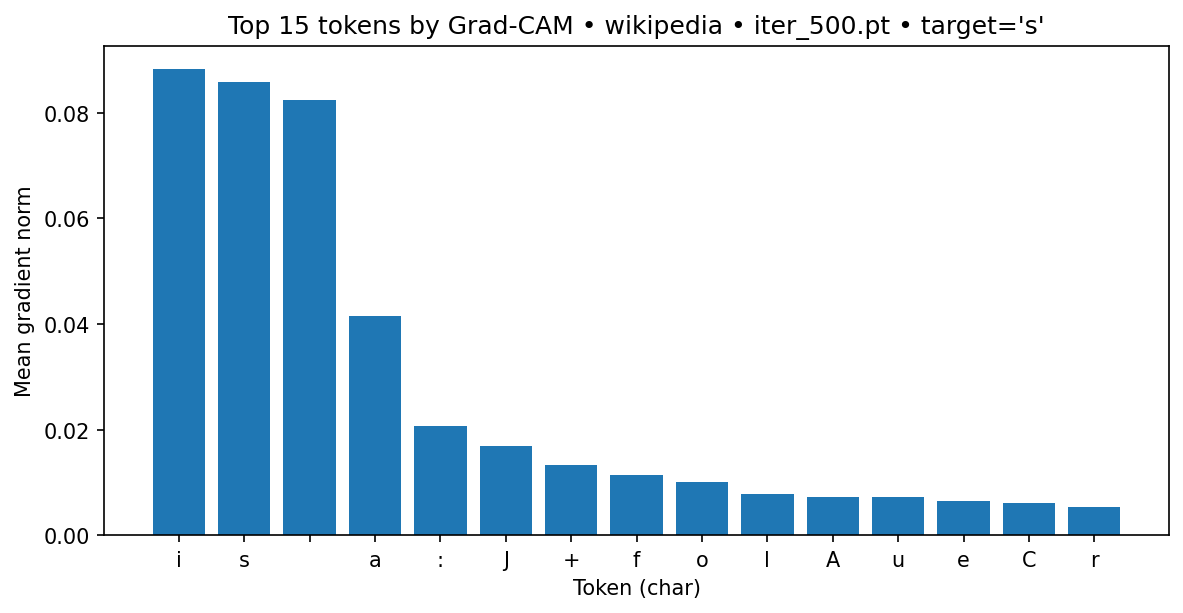 Top 15 tokens by Grad-CAM • wikipedia • iter_500.pt • target='s'
Mean gradient norm
0.08
0.06
0.04
0.02
0.00
i s a : J + f o l A u e C r
Token (char)